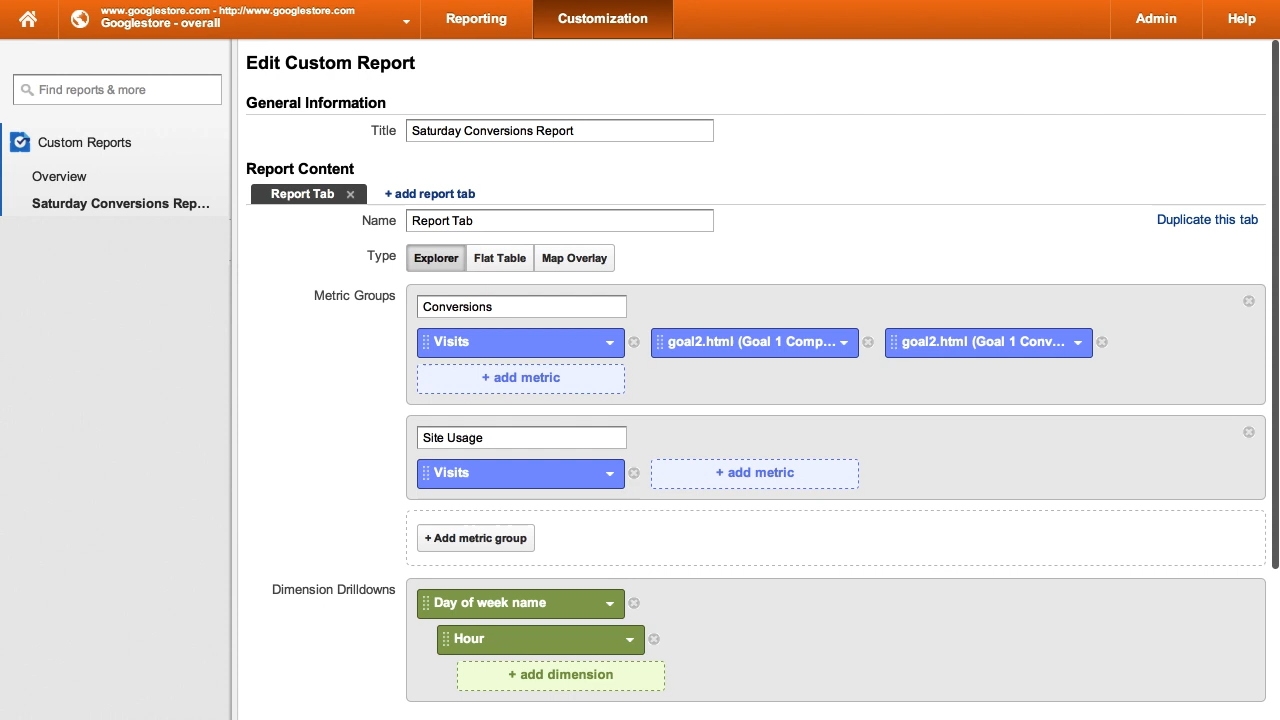 www.googlestore.com - http://www.googlestore.com
Googlestore - overall
Reporting
Customization
Admin
Help
Find reports & more
Custom Reports
Overview
Saturday Conversions Rep...
Edit Custom Report
General Information
Title Saturday Conversions Report
Report Content
Report Tab + add report tab
Name Report Tab Duplicate this tab
Type Explorer Flat Table Map Overlay
Metric Groups
Conversions
Visits goal2.html (Goal 1 Comp... goal2.html (Goal 1 Conv...
+ add metric
Site Usage
Visits + add metric
+ Add metric group
Dimension Drilldowns
Day of week name
Hour
+ add dimension